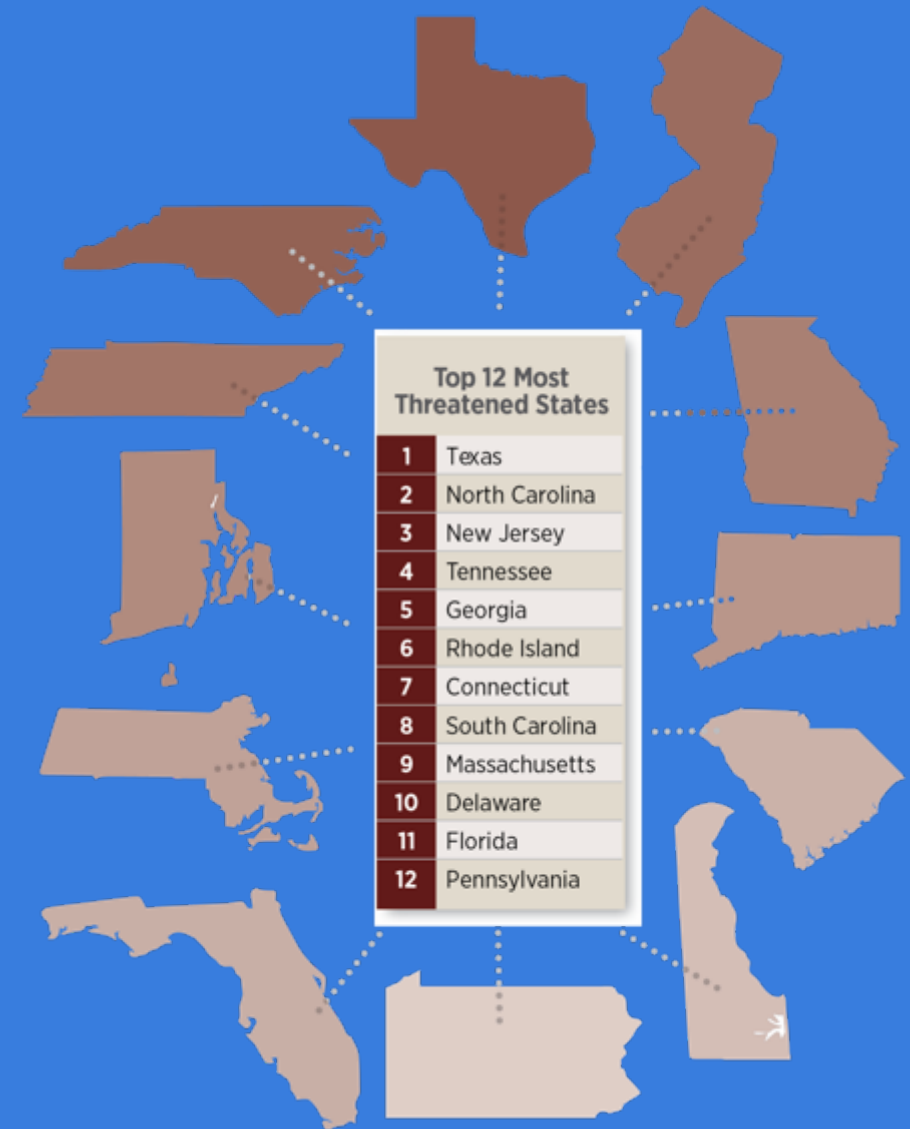 Top 12 Most
Threatened States
1 Texas
2 North Carolina
3 New Jersey
4 Tennessee
5 Georgia
6 Rhode Island
7 Connecticut
8 South Carolina
9 Massachusetts
10 Delaware
11 Florida
12 Pennsylvania